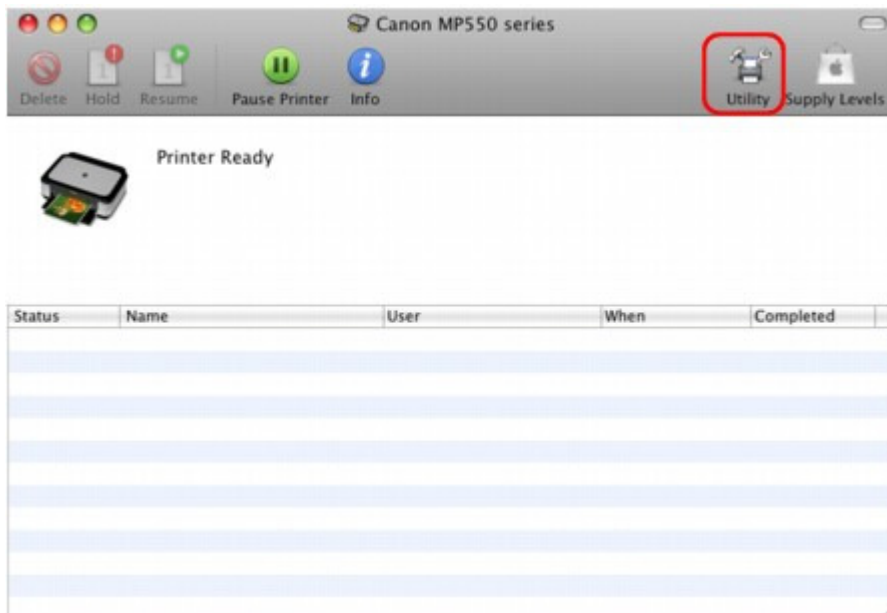 Canon MP550 series
Delete Hold Resume Pause Printer Info Utility Supply Levels
Printer Ready
Status Name User When Completed